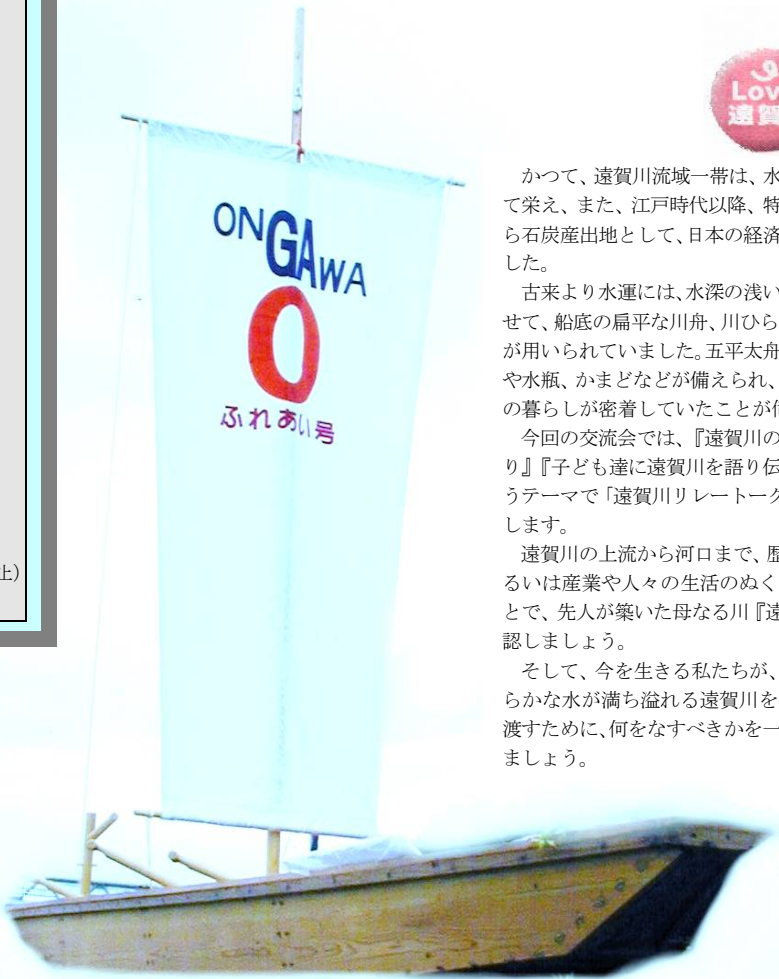 Lov
遠賀
かつて、遠賀川流域一帯は、水
て栄え、また、江戸時代以降、特
ら石炭産出地として、日本の経済
した。
古来より水運には、水深の浅い
せて、船底の扁平な川舟、川ひら
が用いられていました。五平太舟
や水瓶、かまどなどが備えられ、
の暮らしが密着していたことが
今回の交流会では、『遠賀川の
り』『子ども達に遠賀川を語り伝
うテーマで「遠賀川リレートーク
します。
遠賀川の上流から河口まで、歴
るいは産業や人々の生活のぬく
とで、先人が築いた母なる川『遠
認しましょう。
そして、今を生きる私たちが、
らかな水が満ち溢れる遠賀川を
渡すために、何をなすべきかを一
ましょう。
ONGAWA
O
ふれあい号
止)